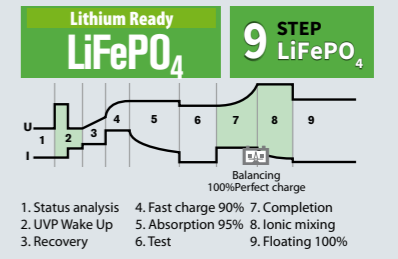 Lithium Ready
LiFePO4
9 STEP
LiFePO4
U
I
1 2 3 4 5 6 7 8 9
Balancing
100%Perfect charge
1. Status analysis
2. UVP Wake Up
3. Recovery
4. Fast charge 90%
5. Absorption 95%
6. Test
7. Completion
8. Ionic mixing
9. Floating 100%